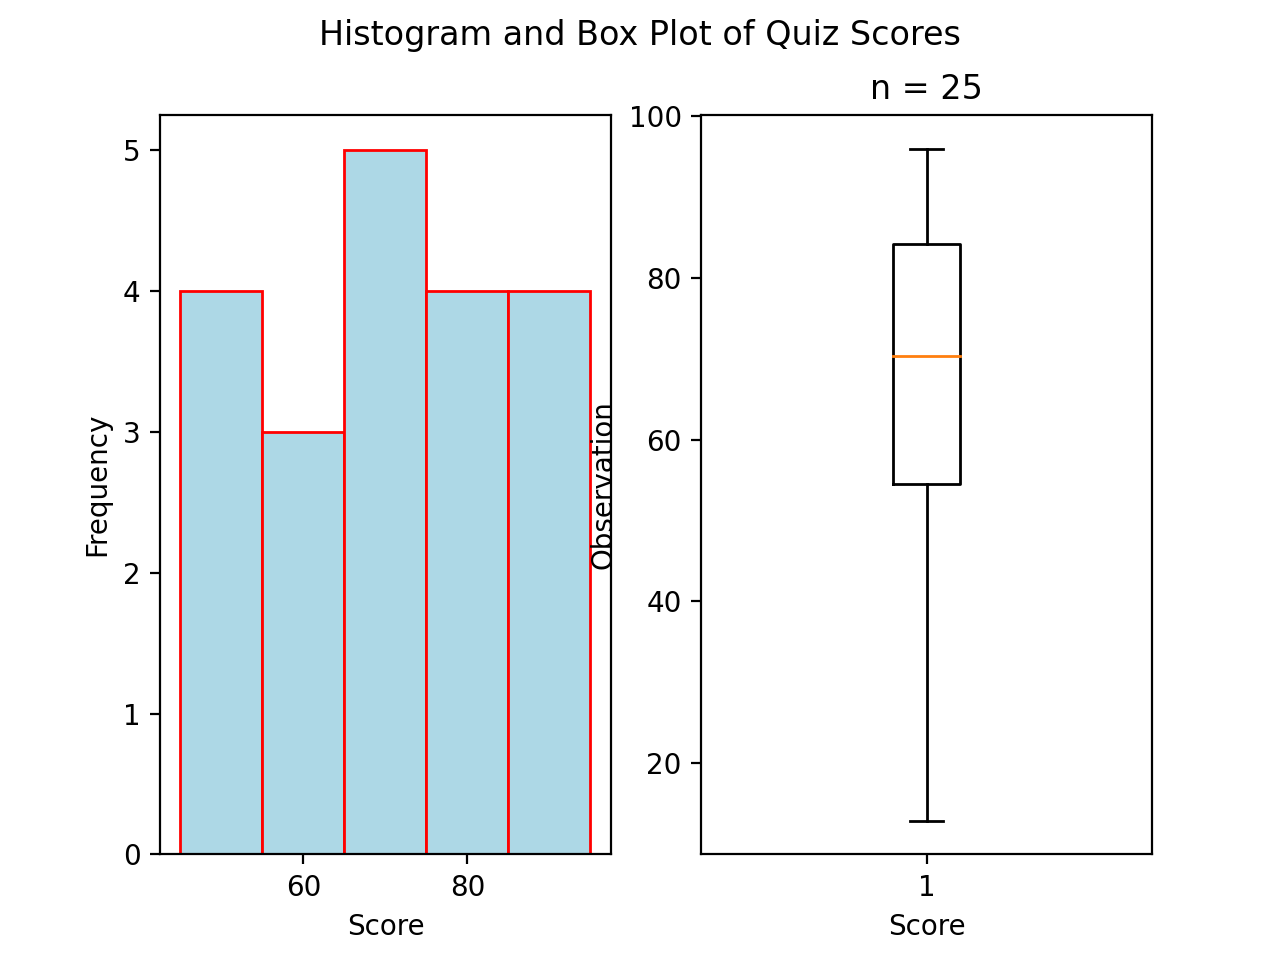 Histogram and Box Plot of Quiz Scores
Frequency
5
4
3
2
1
0
60 80
Score
n = 25
Observation
100
80
60
40
20
1
Score